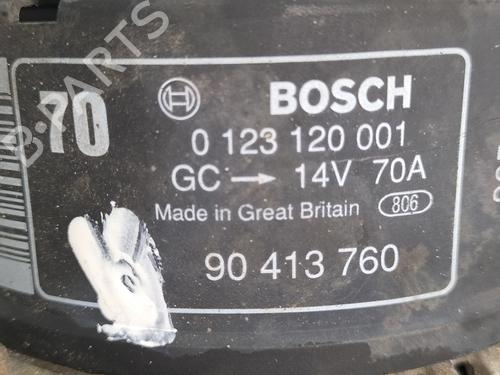 70
BOSCH
0 123 120 001
GC → 14V 70A
Made in Great Britain 806
90 413 760
B-PARTS